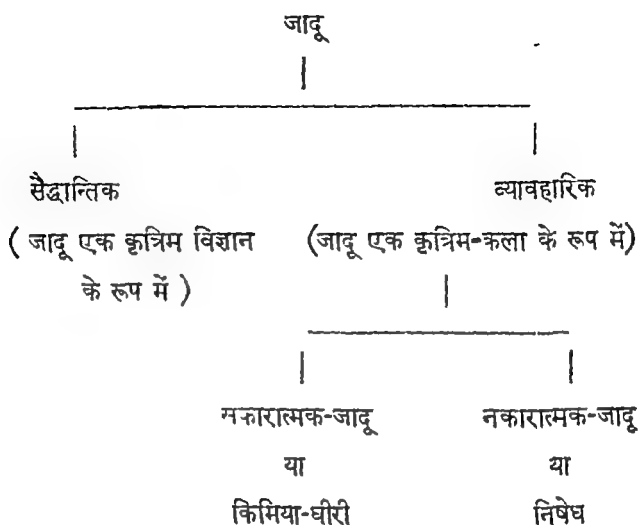 जादू
सैद्धान्तिक व्यावहारिक
( जादू एक कृत्रिम विज्ञान (जादू एक कृत्रिम-कला के रूप में)
के रूप में )
सकारात्मक-जादू नकारात्मक-जादू
या या
किमिया-घीरी निषेध